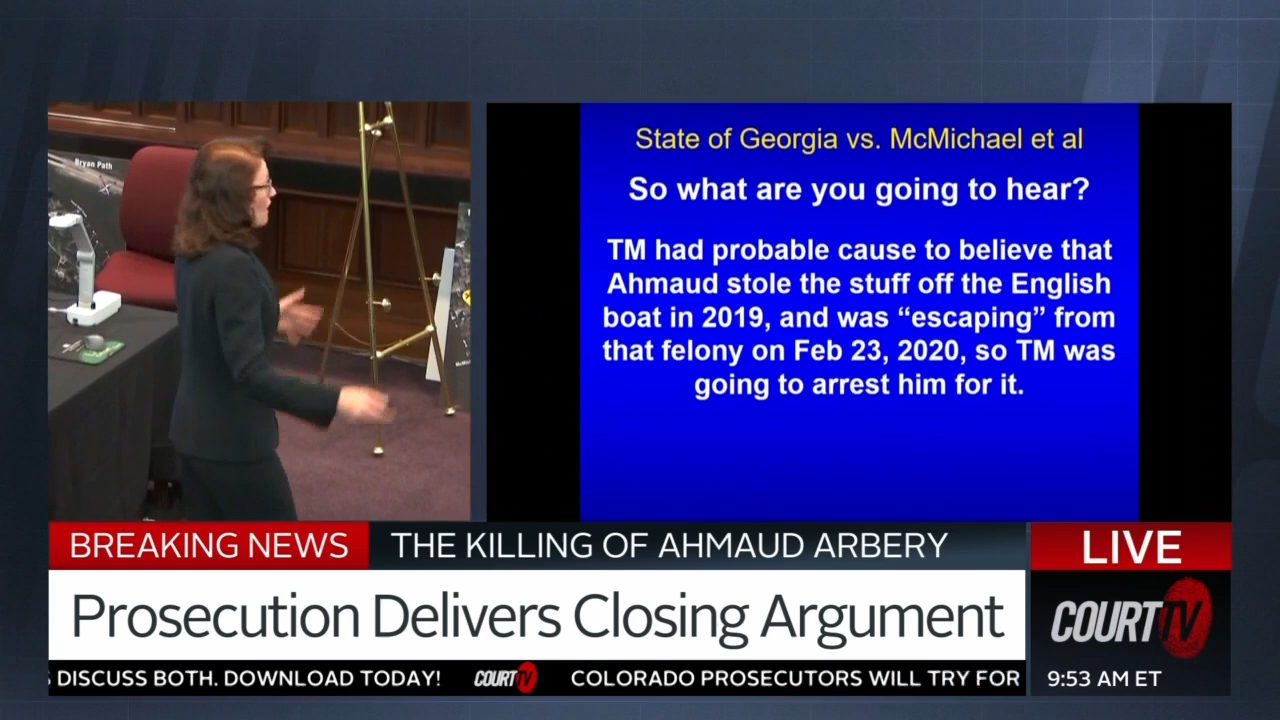 Bryan Path
State of Georgia vs. McMichael et al
So what are you going to hear?
TM had probable cause to believe that
Ahmaud stole the stuff off the English
boat in 2019, and was “escaping” from
that felony on Feb 23, 2020, so TM was
going to arrest him for it.
BREAKING NEWS
THE KILLING OF AHMAUD ARBERY
LIVE
Prosecution Delivers Closing Argument
COURT TV
DISCUSS BOTH. DOWNLOAD TODAY!
COURT TV
COLORADO PROSECUTORS WILL TRY FOR
9:53 AM ET